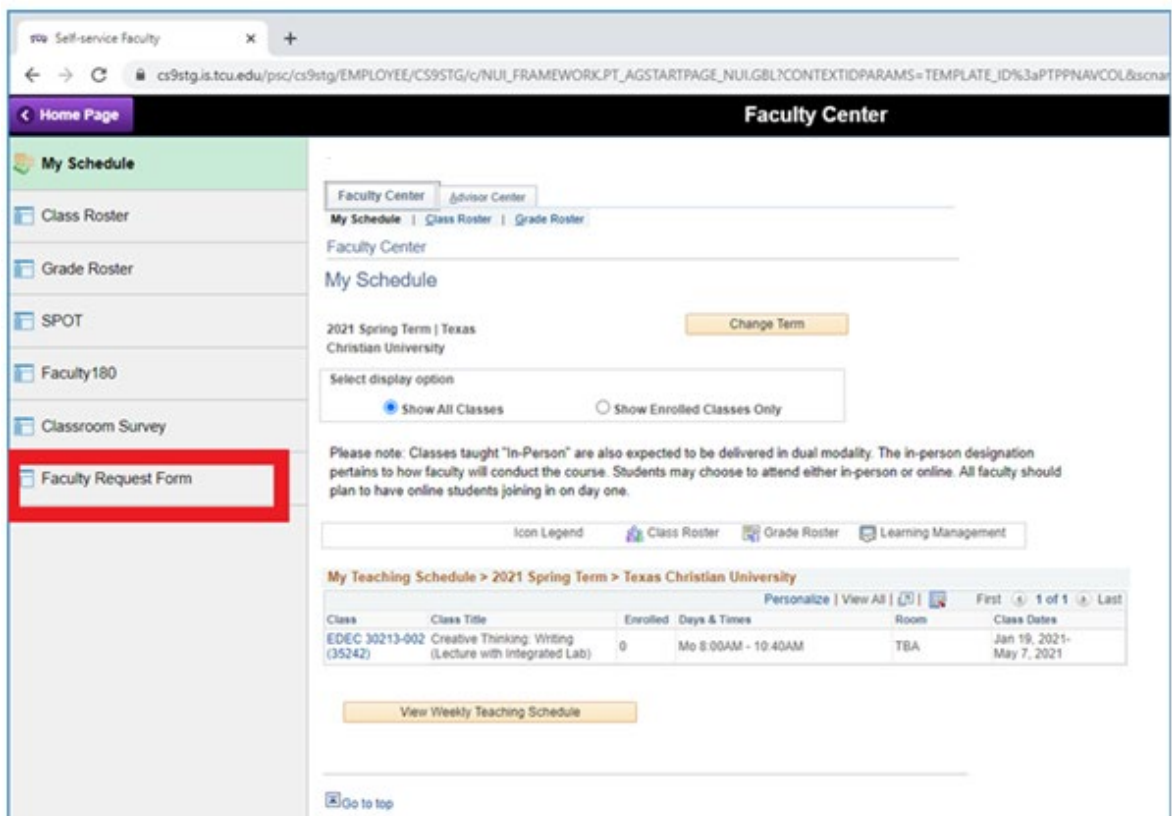 Self-service Faculty
cs9stg.is.tcu.edu/psc/cs9stg/EMPLOYEE/CS9STG/c/NUI_FRAMEWORK.PT_AGSTARTPAGE_NUI.GBL?CONTEXTIDPARAMS=TEMPLATE_ID%3aPTPPNAVCOL&scnar
Home Page
Faculty Center
My Schedule
Class Roster
Grade Roster
SPOT
Faculty180
Classroom Survey
Faculty Request Form
Faculty Center Advisor Center
My Schedule | Class Roster | Grade Roster
Faculty Center
My Schedule
2021 Spring Term | Texas
Christian University
Change Term
Select display option
Show All Classes Show Enrolled Classes Only
Please note: Classes taught "In-Person" are also expected to be delivered in dual modality. The in-person designation
pertains to how faculty will conduct the course. Students may choose to attend either in-person or online. All faculty should
plan to have online students joining in on day one.
Icon Legend Class Roster Grade Roster Learning Management
My Teaching Schedule > 2021 Spring Term > Texas Christian University
Personalize | View All | | First 1 of 1 Last
Class Class Title Enrolled Days & Times Room Class Dates
EDEC 30213-002 Creative Thinking: Writing 0 Mo 8:00AM - 10:40AM TBA Jan 19, 2021-
(35242) (Lecture with Integrated Lab) May 7, 2021
View Weekly Teaching Schedule
Go to top